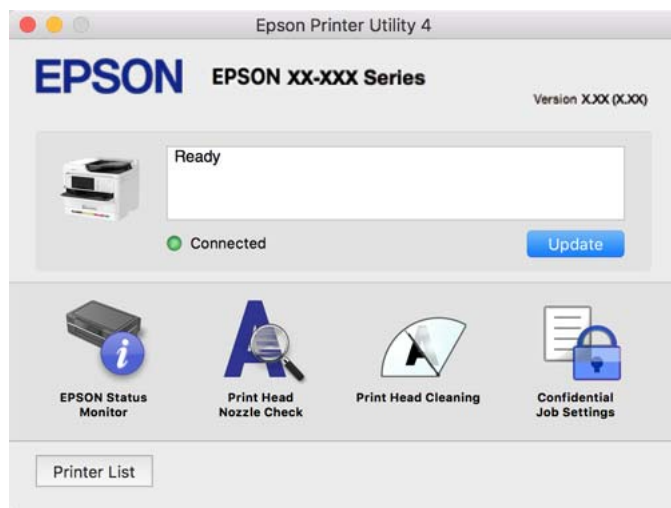 Epson Printer Utility 4
EPSON
EPSON XX-XXX Series
Version X.XX (X.XX)
Ready
Connected
Update
EPSON Status
Monitor
Print Head
Nozzle Check
Print Head Cleaning
Confidential
Job Settings
Printer List